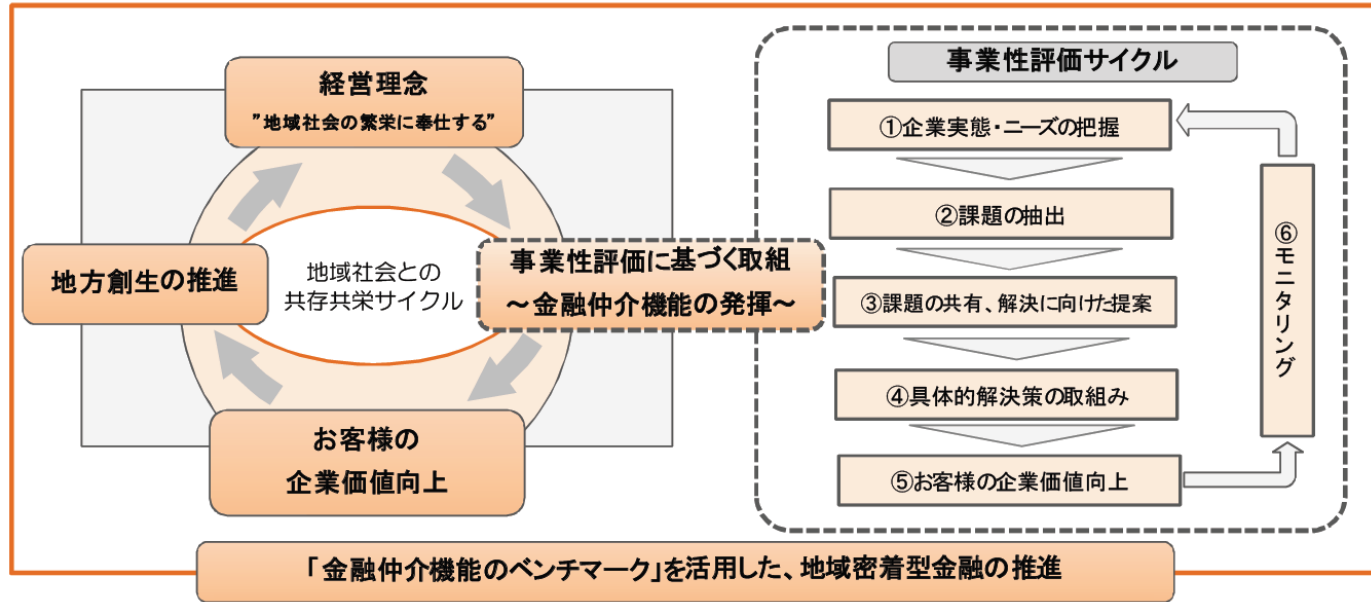 経営理念
”地域社会の繁栄に奉仕する”
地方創生の推進
地域社会との
共存共栄サイクル
事業性評価に基づく取組
～金融仲介機能の発揮～
お客様の
企業価値向上
事業性評価サイクル
①企業実態・ニーズの把握
②課題の抽出
③課題の共有、解決に向けた提案
④具体的解決策の取組み
⑤お客様の企業価値向上
⑥モニタリング
「金融仲介機能のベンチマーク」を活用した、地域密着型金融の推進